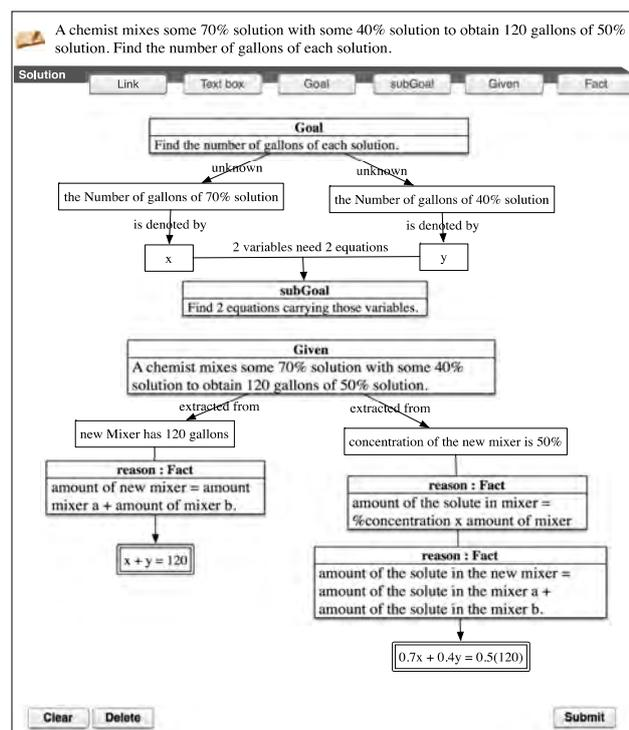 A chemist mixes some 70% solution with some 40% solution to obtain 120 gallons of 50%
solution. Find the number of gallons of each solution.
Solution
Link Text box Goal subGoal Given Fact
Goal
Find the number of gallons of each solution.
unknown unknown
the Number of gallons of 70% solution
the Number of gallons of 40% solution
is denoted by is denoted by
2 variables need 2 equations
x y
subGoal
Find 2 equations carrying those variables.
Given
A chemist mixes some 70% solution with some 40%
solution to obtain 120 gallons of 50% solution.
extracted from extracted from
new Mixer has 120 gallons
concentration of the new mixer is 50%
reason : Fact
amount of new mixer = amount
mixer a + amount of mixer b.
reason : Fact
amount of the solute in mixer =
%concentration x amount of mixer
x + y = 120
reason : Fact
amount of the solute in the new mixer =
amount of the solute in the mixer a +
amount of the solute in the mixer b.
0.7x + 0.4y = 0.5(120)
Clear Delete Submit